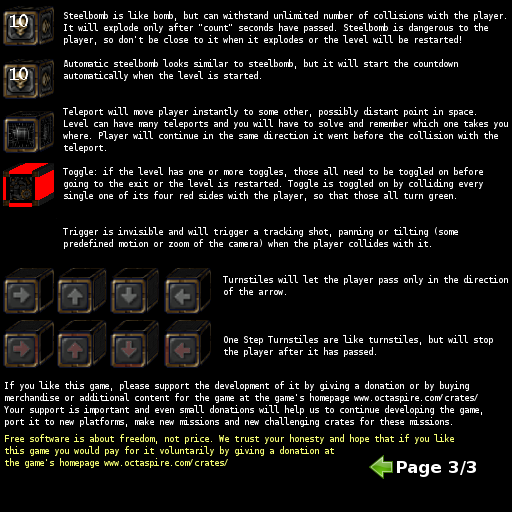 10
Steelbomb is like bomb, but can withstand unlimited number of collisions with the player.
It will explode only after "count" seconds have passed. Steelbomb is dangerous to the
player, so don't be close to it when it explodes or the level will be restarted!
10
Automatic steelbomb looks similar to steelbomb, but it will start the countdown
automatically when the level is started.
Teleport will move player instantly to some other, possibly distant point in space.
Level can have many teleports and you will have to solve and remember which one takes you
where. Player will continue in the same direction it went before the collision with the
teleport.
Toggle: if the level has one or more toggles, those all need to be toggled on before
going to the exit or the level is restarted. Toggle is toggled on by colliding every
single one of its four red sides with the player, so that those all turn green.
Trigger is invisible and will trigger a tracking shot, panning or tilting (some
predefined motion or zoom of the camera) when the player collides with it.
Turnstiles will let the player pass only in the direction
of the arrow.
One Step Turnstiles are like turnstiles, but will stop
the player after it has passed.
If you like this game, please support the development of it by giving a donation or by buying
merchandise or additional content for the game at the game's homepage www.octaspire.com/crates/
Your support is important and even small donations will help us to continue developing the game,
port it to new platforms, make new missions and new challenging crates for these missions.
Free software is about freedom, not price. We trust your honesty and hope that if you like
this game you would pay for it voluntarily by giving a donation at
the game's homepage www.octaspire.com/crates/
Page 3/3